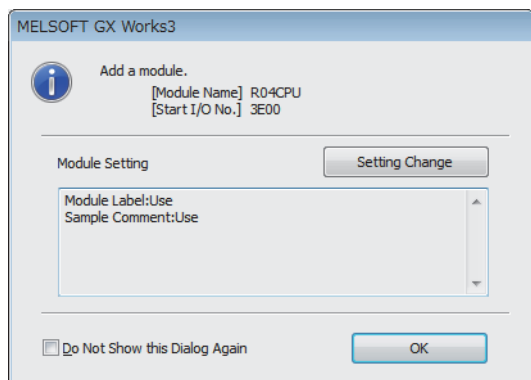 MELSOFT GX Works3
Add a module.
[Module Name] R04CPU
[Start I/O No.] 3E00
Module Setting
Setting Change
Module Label:Use
Sample Comment:Use
Do Not Show this Dialog Again
OK